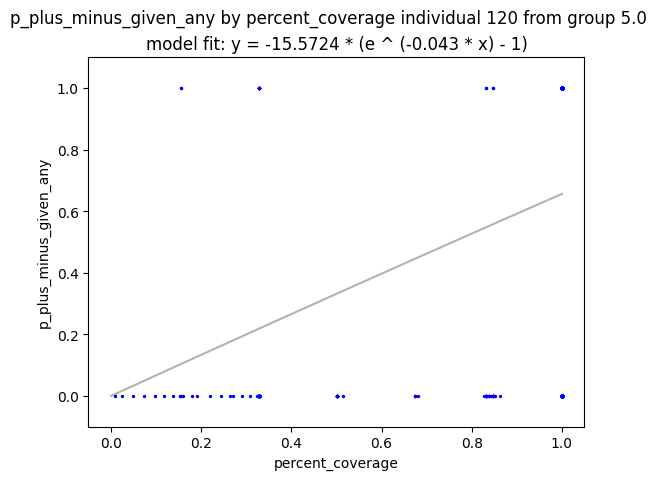 p_plus_minus_given_any by percent_coverage individual 120 from group 5.0
model fit: y = -15.5724 * (e ^ (-0.043 * x) - 1)
1.0
0.8
0.6
0.4
0.2
0.0
p_plus_minus_given_any
0.0 0.2 0.4 0.6 0.8 1.0
percent_coverage